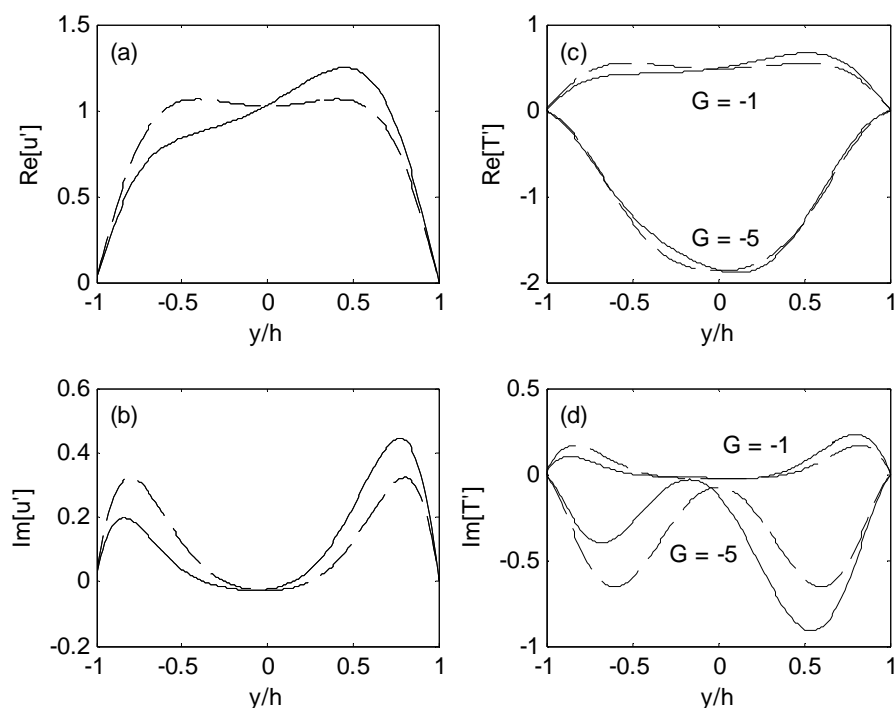 (a)
Re[u']
1.5
1
0.5
0
-1
-0.5
0
0.5
1
y/h
(c)
Re[T']
1
0
-1
-2
G = -1
G = -5
-1
-0.5
0
0.5
1
y/h
(b)
Im[u']
0.6
0.4
0.2
0
-0.2
-1
-0.5
0
0.5
1
y/h
(d)
Im[T']
0.5
0
-0.5
-1
G = -1
G = -5
-1
-0.5
0
0.5
1
y/h